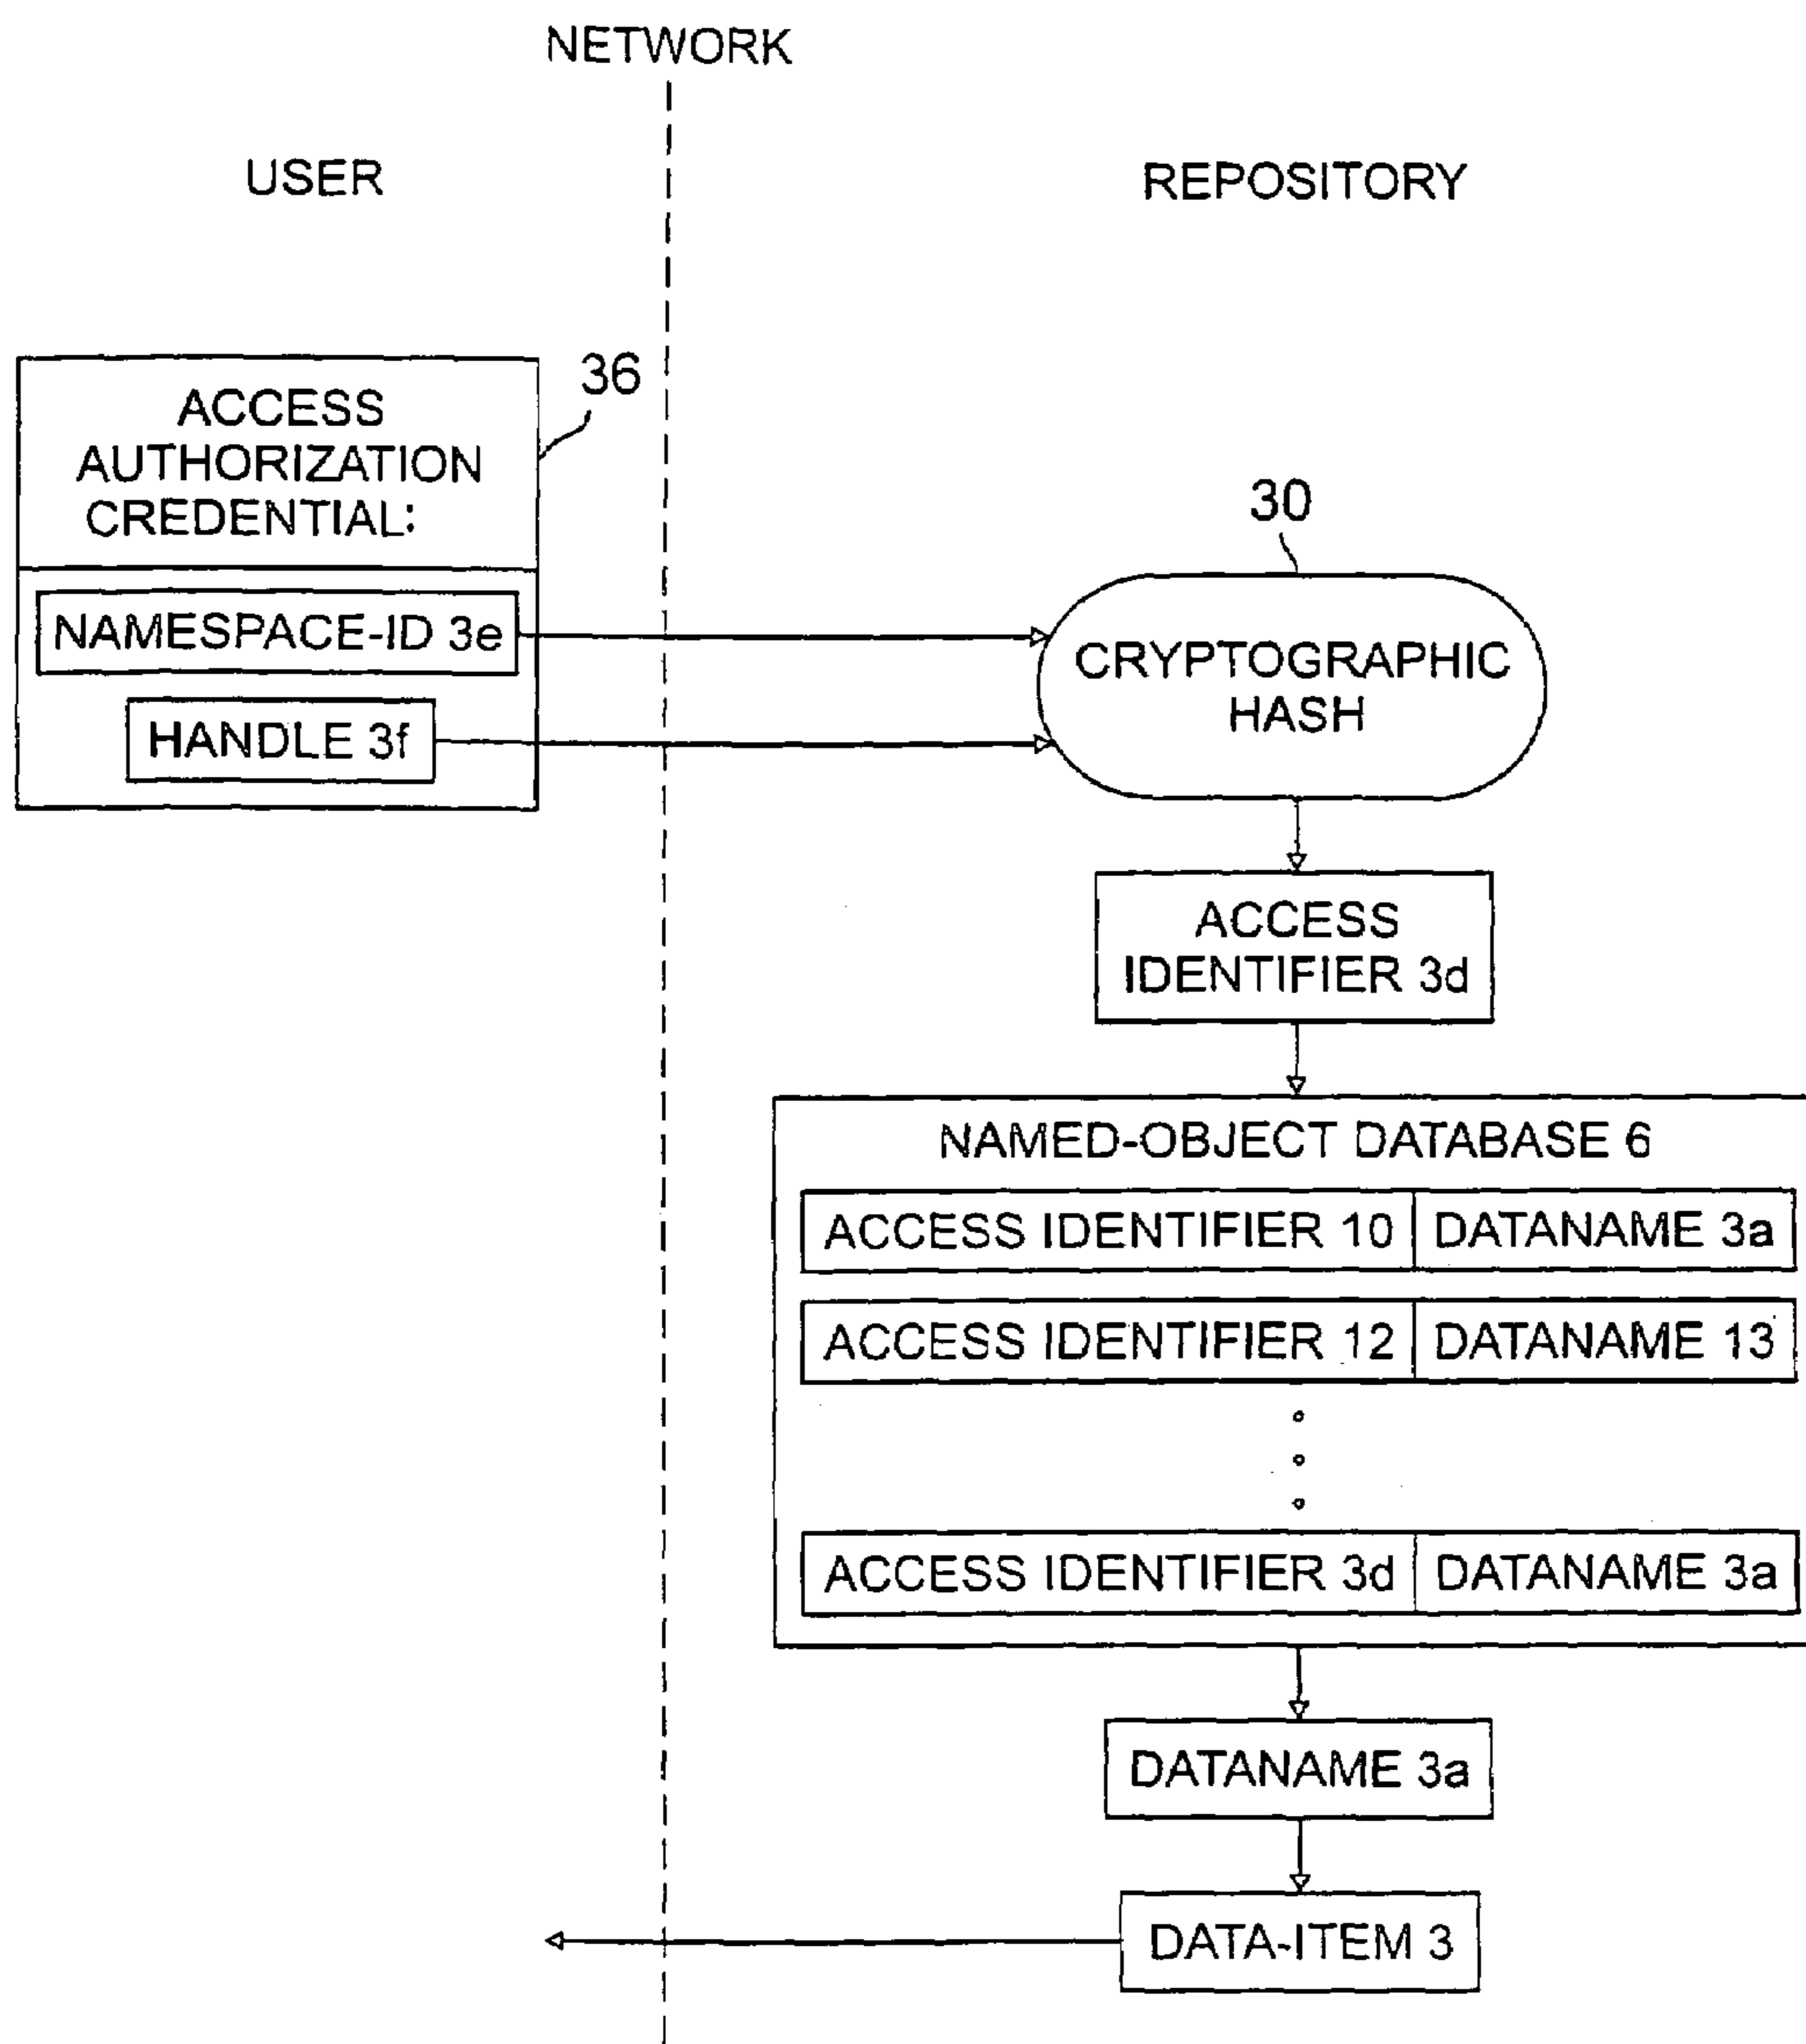 NETWORK
USER
REPOSITORY
36
ACCESS
AUTHORIZATION
CREDENTIAL:
NAMESPACE-ID 3e
HANDLE 3f
30
CRYPTOGRAPHIC
HASH
ACCESS
IDENTIFIER 3d
NAMED-OBJECT DATABASE 6
ACCESS IDENTIFIER 10 DATANAME 3a
ACCESS IDENTIFIER 12 DATANAME 13
ACCESS IDENTIFIER 3d DATANAME 3a
DATANAME 3a
DATA-ITEM 3